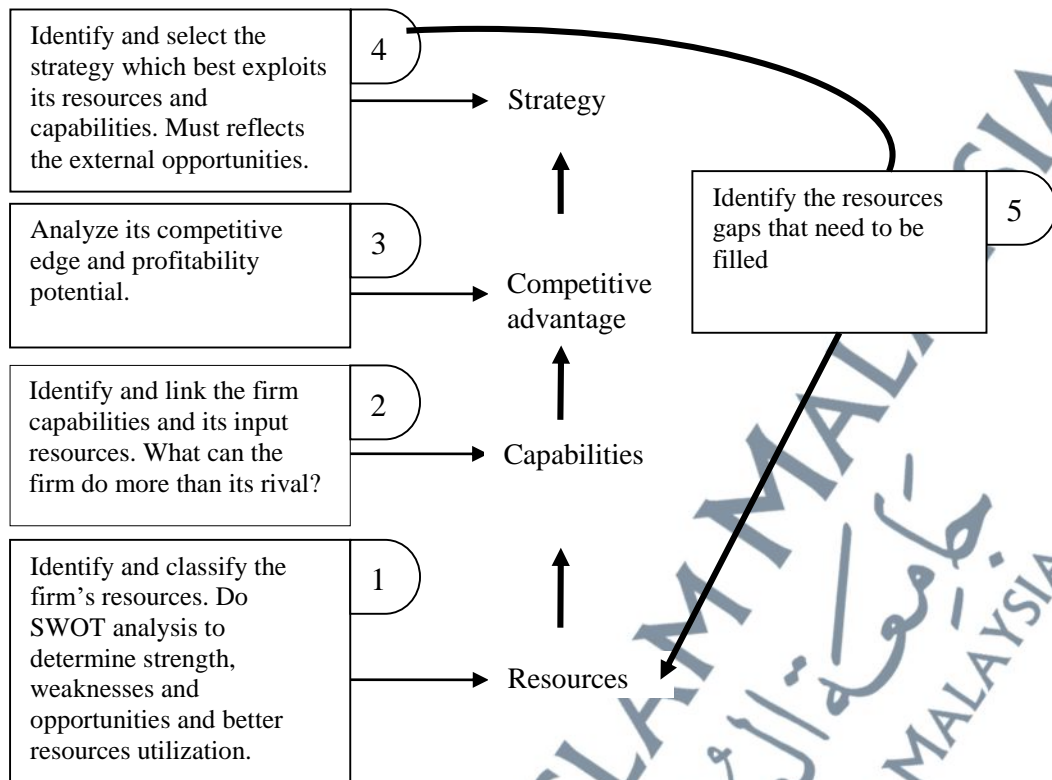 Identify and select the
strategy which best exploits
its resources and
capabilities. Must reflects
the external opportunities.
4
Strategy
Identify the resources
gaps that need to be
filled
5
Analyze its competitive
edge and profitability
potential.
3
Competitive
advantage
Identify and link the firm
capabilities and its input
resources. What can the
firm do more than its rival?
2
Capabilities
Identify and classify the
firm’s resources. Do
SWOT analysis to
determine strength,
weaknesses and
opportunities and better
resources utilization.
1
Resources
MALAYSIA